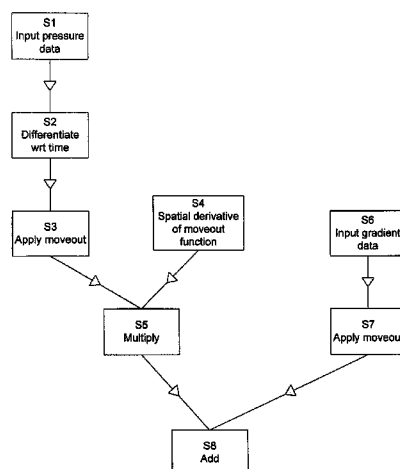 S1
Input pressure
data
S2
Differentiate
wrt time
S3
Apply moveout
S4
Spatial derivative
of moveout
function
S6
Input gradient
data
S5
Multiply
S7
Apply moveout
S8
Add